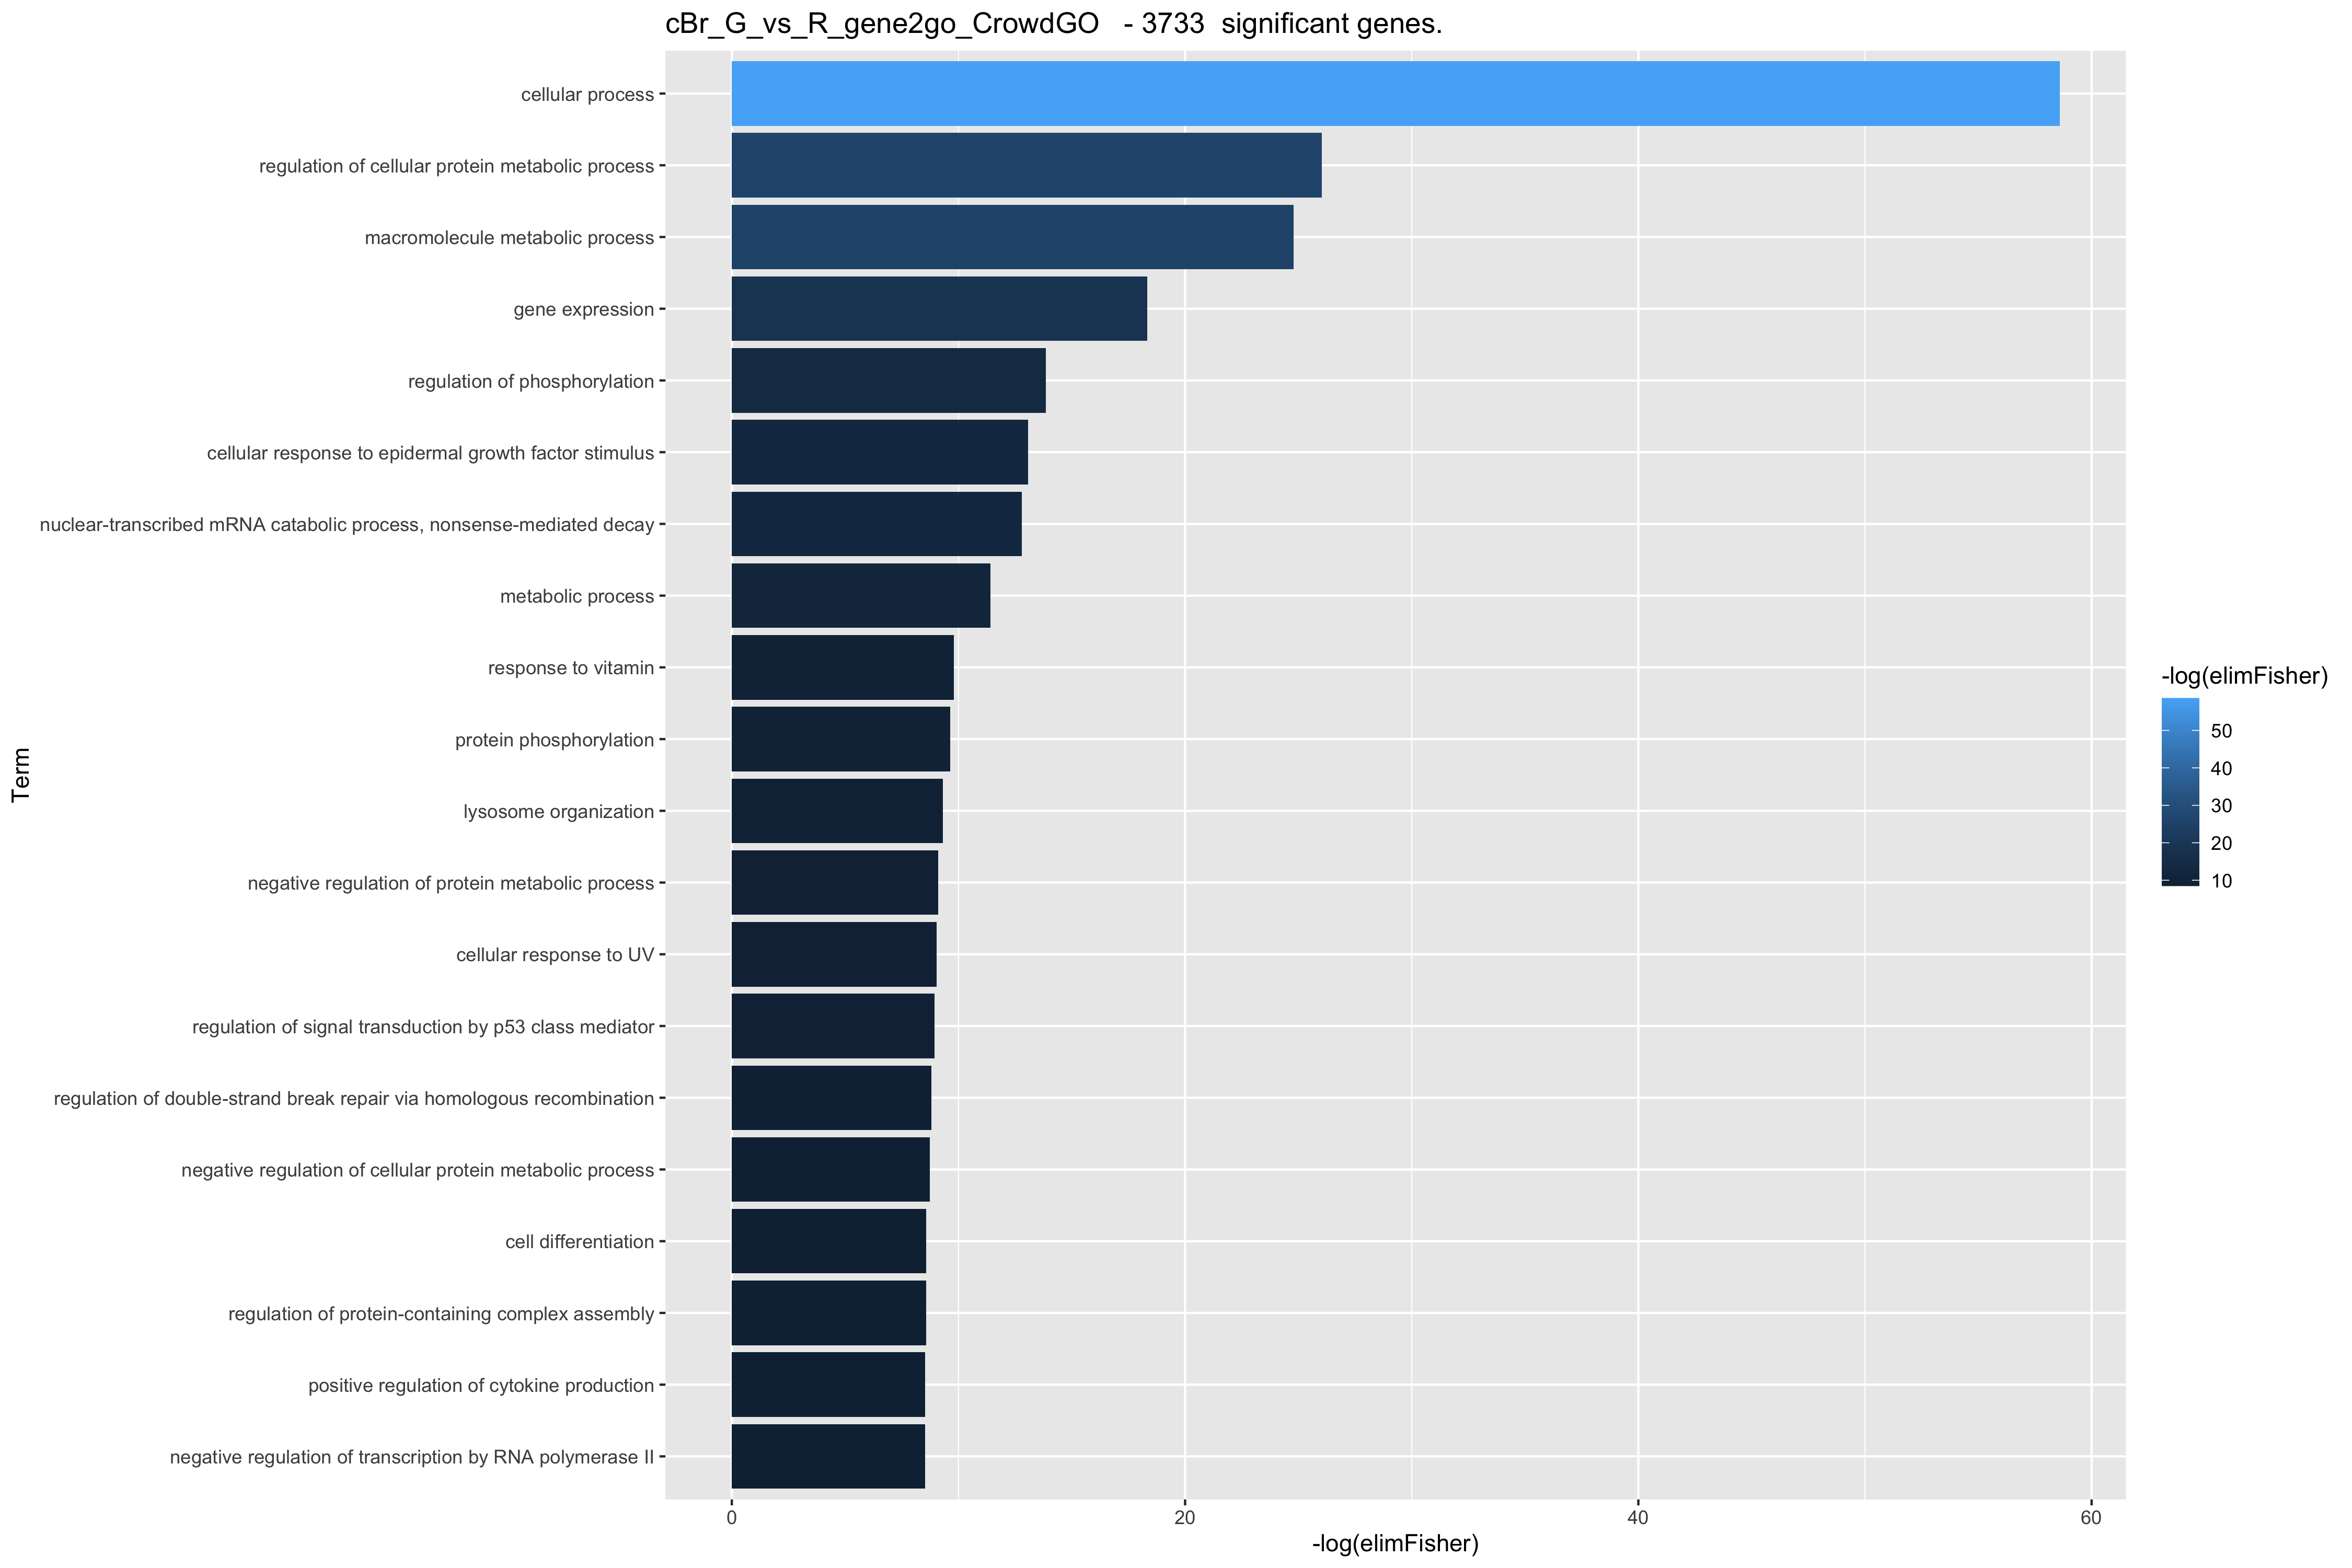 cBr_G_vs_R_gene2go_CrowdGO   - 3733  significant genes.
Term
cellular process
regulation of cellular protein metabolic process
macromolecule metabolic process
gene expression
regulation of phosphorylation
cellular response to epidermal growth factor stimulus
nuclear-transcribed mRNA catabolic process, nonsense-mediated decay
metabolic process
response to vitamin
protein phosphorylation
lysosome organization
negative regulation of protein metabolic process
cellular response to UV
regulation of signal transduction by p53 class mediator
regulation of double-strand break repair via homologous recombination
negative regulation of cellular protein metabolic process
cell differentiation
regulation of protein-containing complex assembly
positive regulation of cytokine production
negative regulation of transcription by RNA polymerase II
0 20 40 60
-log(elimFisher)
-log(elimFisher)
50
40
30
20
10